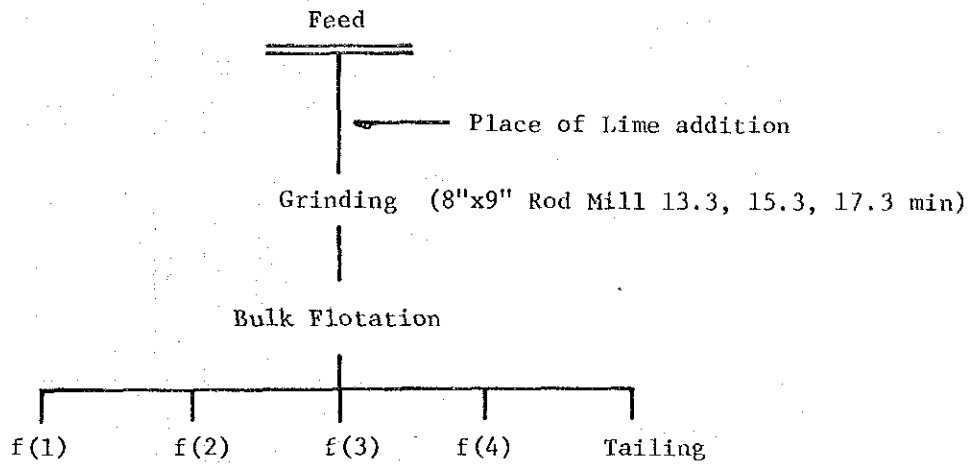 Feed
Place of Lime addition
Grinding (8"x9" Rod Mill 13.3, 15.3, 17.3 min)
Bulk Flotation
f(1) f(2) f(3) f(4) Tailing